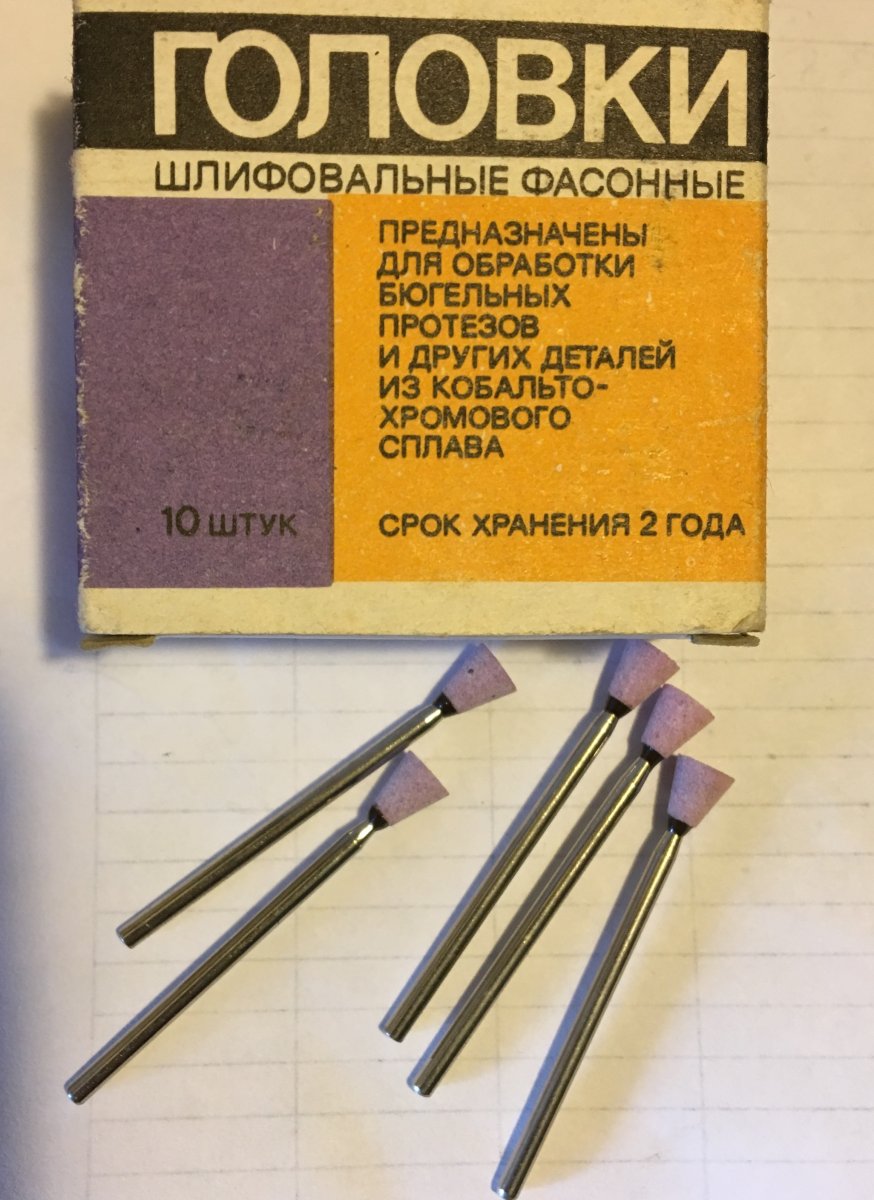 ГОЛОВКИ
ШЛИФОВАЛЬНЫЕ ФАСОННЫЕ
ПРЕДНАЗНАЧЕНЫ
ДЛЯ ОБРАБОТКИ
БЮГЕЛЬНЫХ
ПРОТЕЗОВ
И ДРУГИХ ДЕТАЛЕЙ
ИЗ КОБАЛЬТО-
ХРОМОВОГО
СПЛАВА
10 ШТУК
СРОК ХРАНЕНИЯ 2 ГОДА